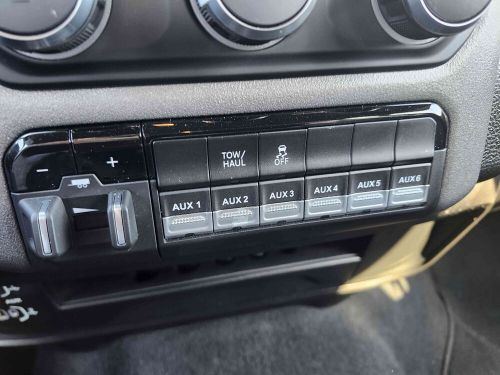 - +
TOW/
HAUL
OFF
AUX 1 AUX 2 AUX 3 AUX 4 AUX 5 AUX 6